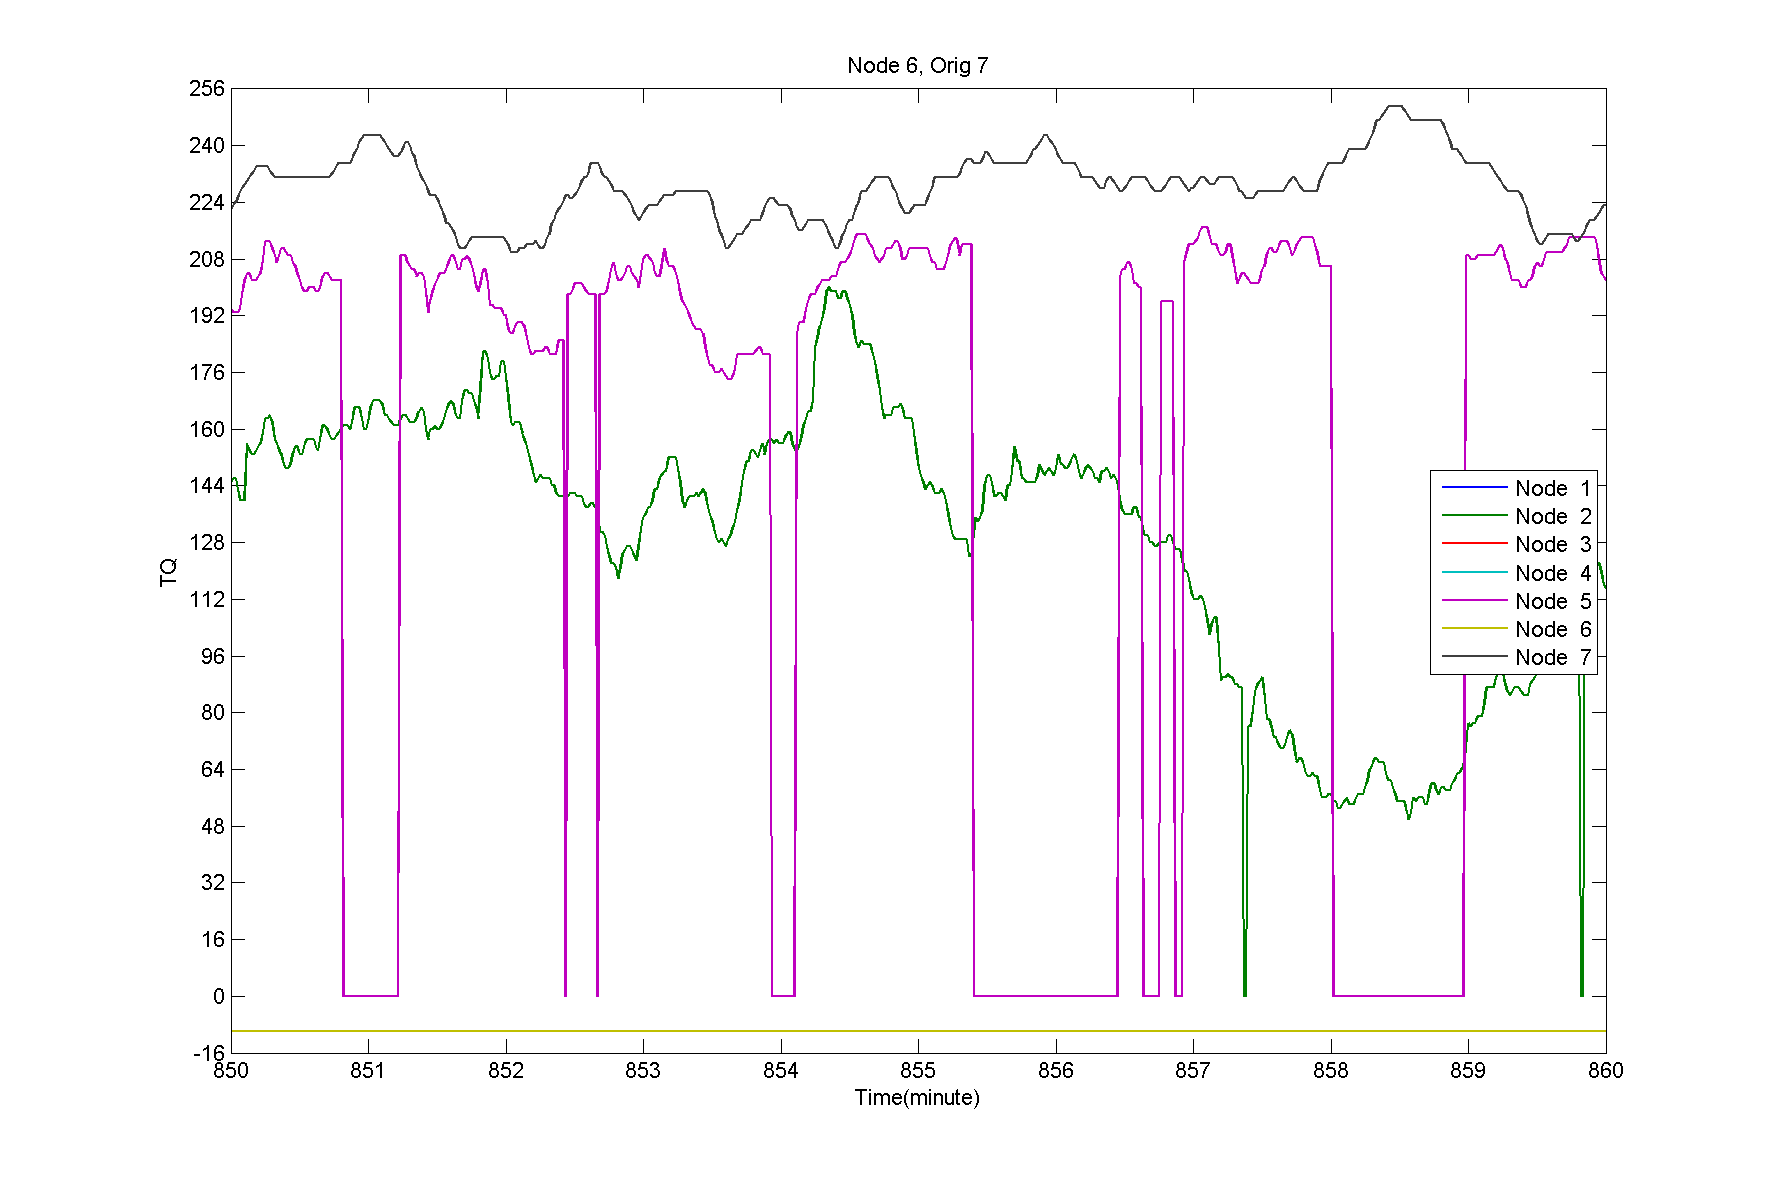 Node 6, Orig 7
256
240
224
208
192
176
160
144
128
112
96
80
64
48
32
16
0
-16
TQ
Node 1
Node 2
Node 3
Node 4
Node 5
Node 6
Node 7
850 851 852 853 854 855 856 857 858 859 860
Time(minute)